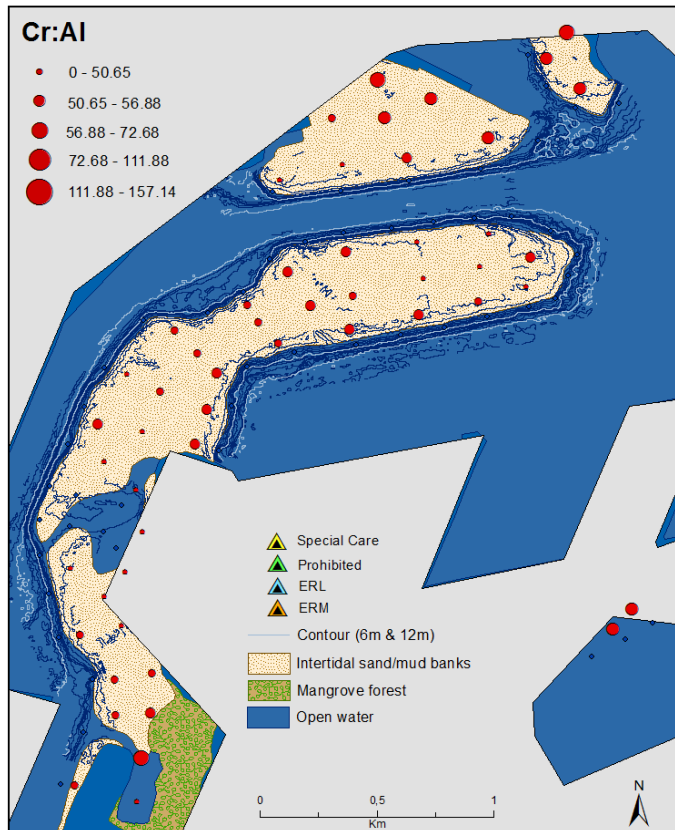 Cr:Al
0 - 50.65
50.65 - 56.88
56.88 - 72.68
72.68 - 111.88
111.88 - 157.14
Special Care
Prohibited
ERL
ERM
Contour (6m & 12m)
Intertidal sand/mud banks
Mangrove forest
Open water
0 0,5 1
Km
N